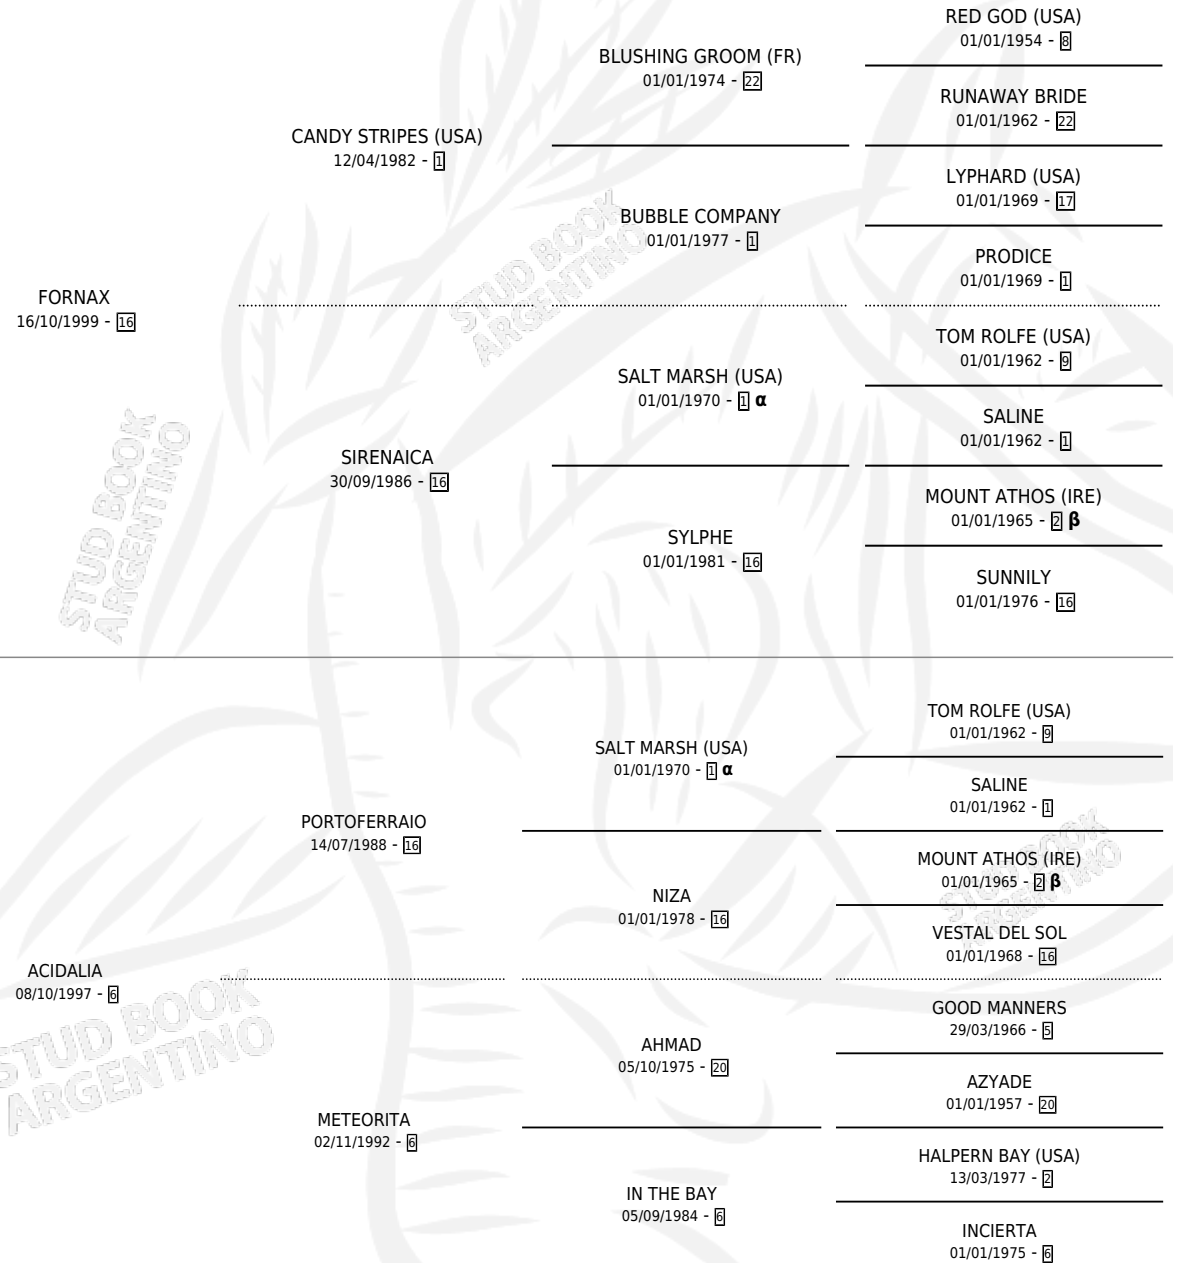 RED GOD (USA)
01/01/1954 - 8
BLUSHING GROOM (FR)
01/01/1974 - 22
RUNAWAY BRIDE
01/01/1962 - 22
CANDY STRIPES (USA)
12/04/1982 - 1
LYPHARD (USA)
01/01/1969 - 17
BUBBLE COMPANY
01/01/1977 - 1
PRODICE
01/01/1969 - 1
FORNAX
16/10/1999 - 16
STUD BOOK
ARGENTINO
TOM ROLFE (USA)
01/01/1962 - 9
SALT MARSH (USA)
01/01/1970 - 1 α
SALINE
01/01/1962 - 1
SIRENAICA
30/09/1986 - 16
MOUNT ATHOS (IRE)
01/01/1965 - 2 β
SYLPHE
01/01/1981 - 16
SUNNILY
01/01/1976 - 16
STUD BOOK
ARGENTINO
TOM ROLFE (USA)
01/01/1962 - 9
SALT MARSH (USA)
01/01/1970 - 1 α
SALINE
01/01/1962 - 1
PORTOFERRAIO
14/07/1988 - 16
MOUNT ATHOS (IRE)
01/01/1965 - 2 β
STUD BOOK
ARGENTINO
NIZA
01/01/1978 - 16
VESTAL DEL SOL
01/01/1968 - 16
ACIDALIA
08/10/1997 - 6
STUD BOOK
ARGENTINO
GOOD MANNERS
29/03/1966 - 5
AHMAD
05/10/1975 - 20
AZYADE
01/01/1957 - 20
METEORITA
02/11/1992 - 6
HALPERN BAY (USA)
13/03/1977 - 2
IN THE BAY
05/09/1984 - 6
INCIERTA
01/01/1975 - 6